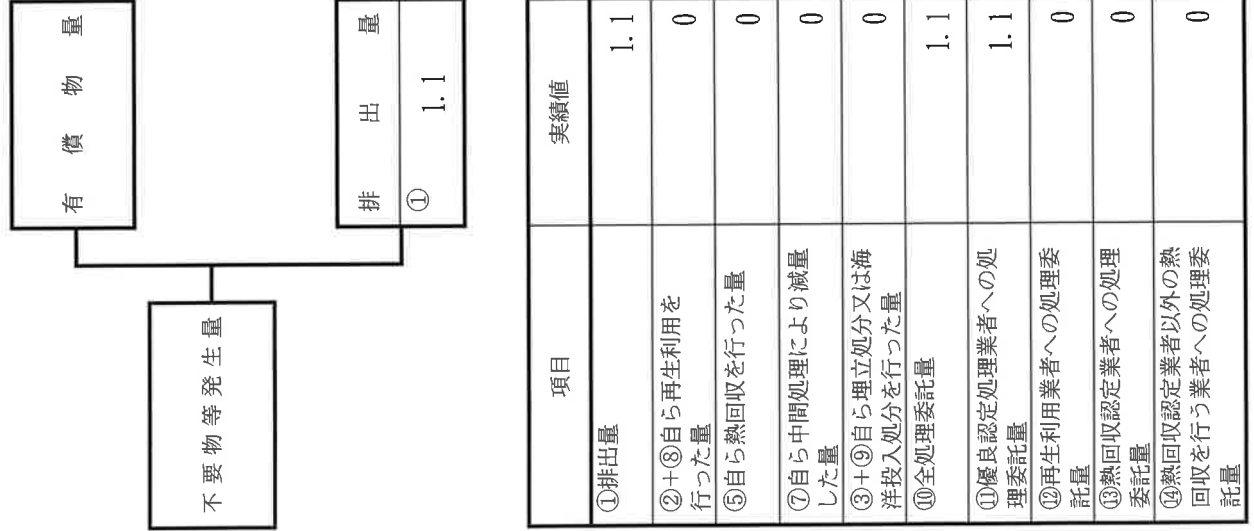 不要物等発生量
有償物量
排出量
① 1.1
項目 実績値
①排出量 1.1
②+⑧自ら再生利用を
行った量 0
⑤自ら熱回収を行った量 0
⑦自ら中間処理により減量
した量 0
③+⑨自ら埋立処分又は海
洋投入処分を行った量 0
⑩全処理委託量 1.1
⑪優良認定処理業者への処
理委託量 1.1
⑫再生利用業者への処理委
託量 0
⑬熱回収認定業者への処理
委託量 0
⑭熱回収認定業者以外の熱
回収を行う業者への処理委
託量 0